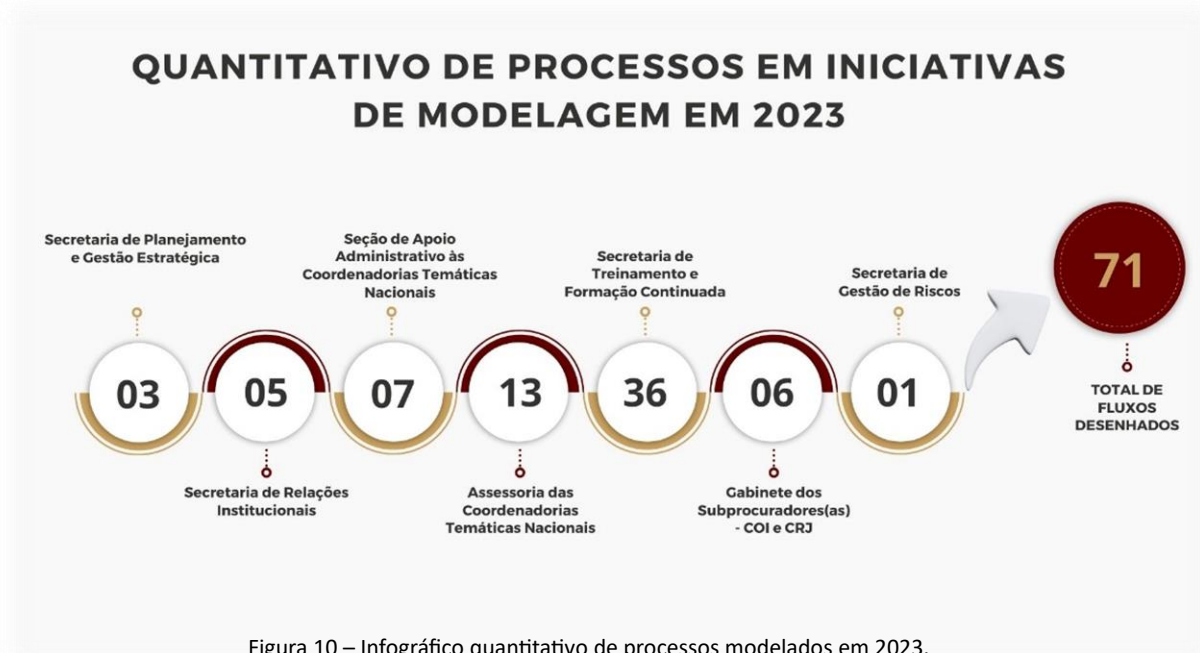 QUANTITATIVO DE PROCESSOS EM INICIATIVAS
DE MODELAGEM EM 2023
Secretaria de Planejamento
e Gestão Estratégica
Seção de Apoio
Administrativo às
Coordenadorias Temáticas
Nacionais
Secretaria de
Treinamento e
Formação Continuada
Secretaria de
Gestão de Riscos
71
03
05
07
13
36
06
01
TOTAL DE
FLUXOS
DESENHADOS
Secretaria de Relações
Institucionais
Assessoria das
Coordenadorias
Temáticas Nacionais
Gabinete dos
Subprocuradores(as)
- COI e CRJ
Figura 10 – Infográfico quantitativo de processos modelados em 2023.